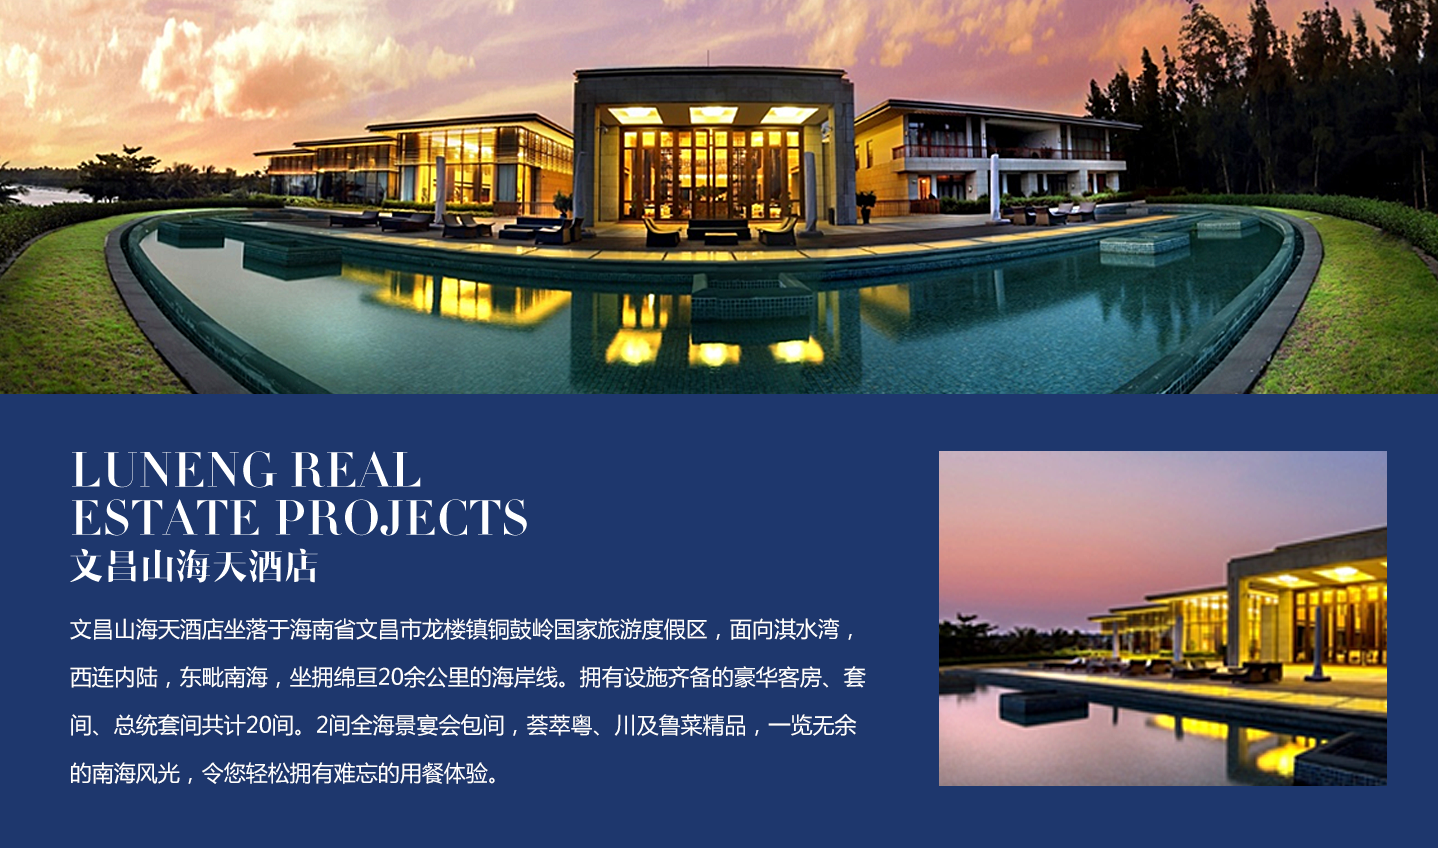 LUNENG REAL
ESTATE PROJECTS
文昌山海天酒店
文昌山海天酒店坐落于海南省文昌市龙楼镇铜鼓岭国家旅游度假区，面向淇水湾，
西连内陆，东毗南海，坐拥绵亘20余公里的海岸线。拥有设施齐备的豪华客房、套
间、总统套间共计20间。2间全海景宴会包间，荟萃粤、川及鲁菜精品，一览无余
的南海风光，令您轻松拥有难忘的用餐体验。